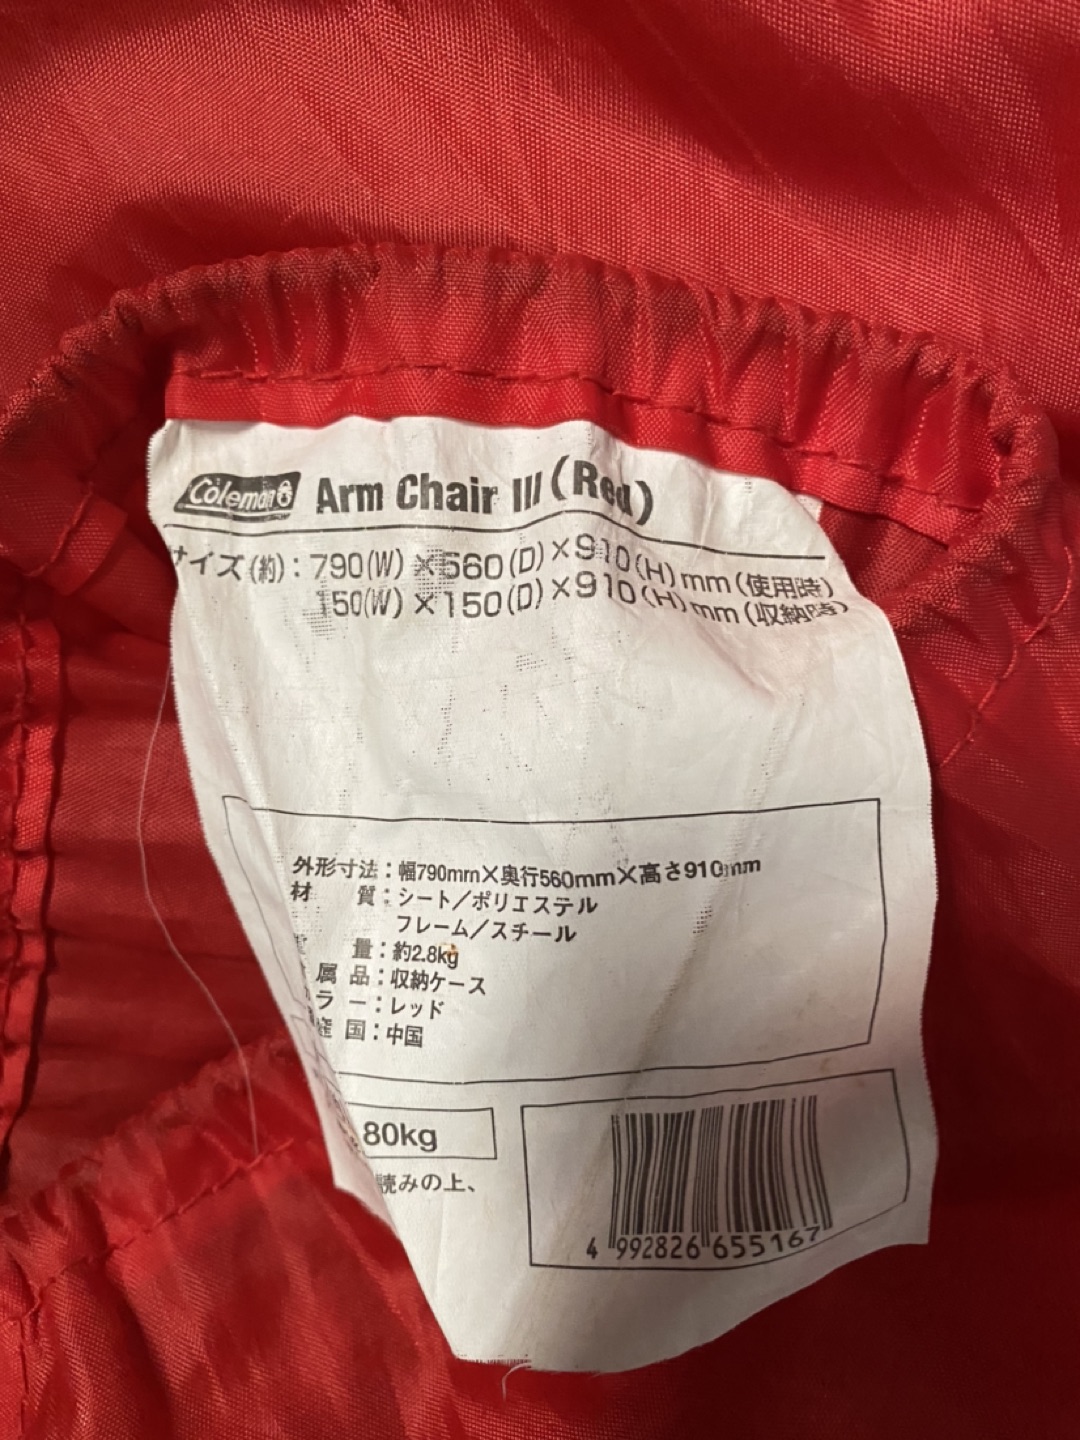 Coleman Arm Chair III (Red)
サイズ(約):790(W)×560(D)×910(H)mm(使用時)
150(W)×150(D)×910(H)mm(収納時)
外形寸法:幅790mm×奥行560mm×高さ910mm
材 質:シート/ポリエステル
フレーム/スチール
量:約2.8kg
属 品:収納ケース
ラ ー:レッド
産 国:中国
80kg
読みの上、
4 992826 655167